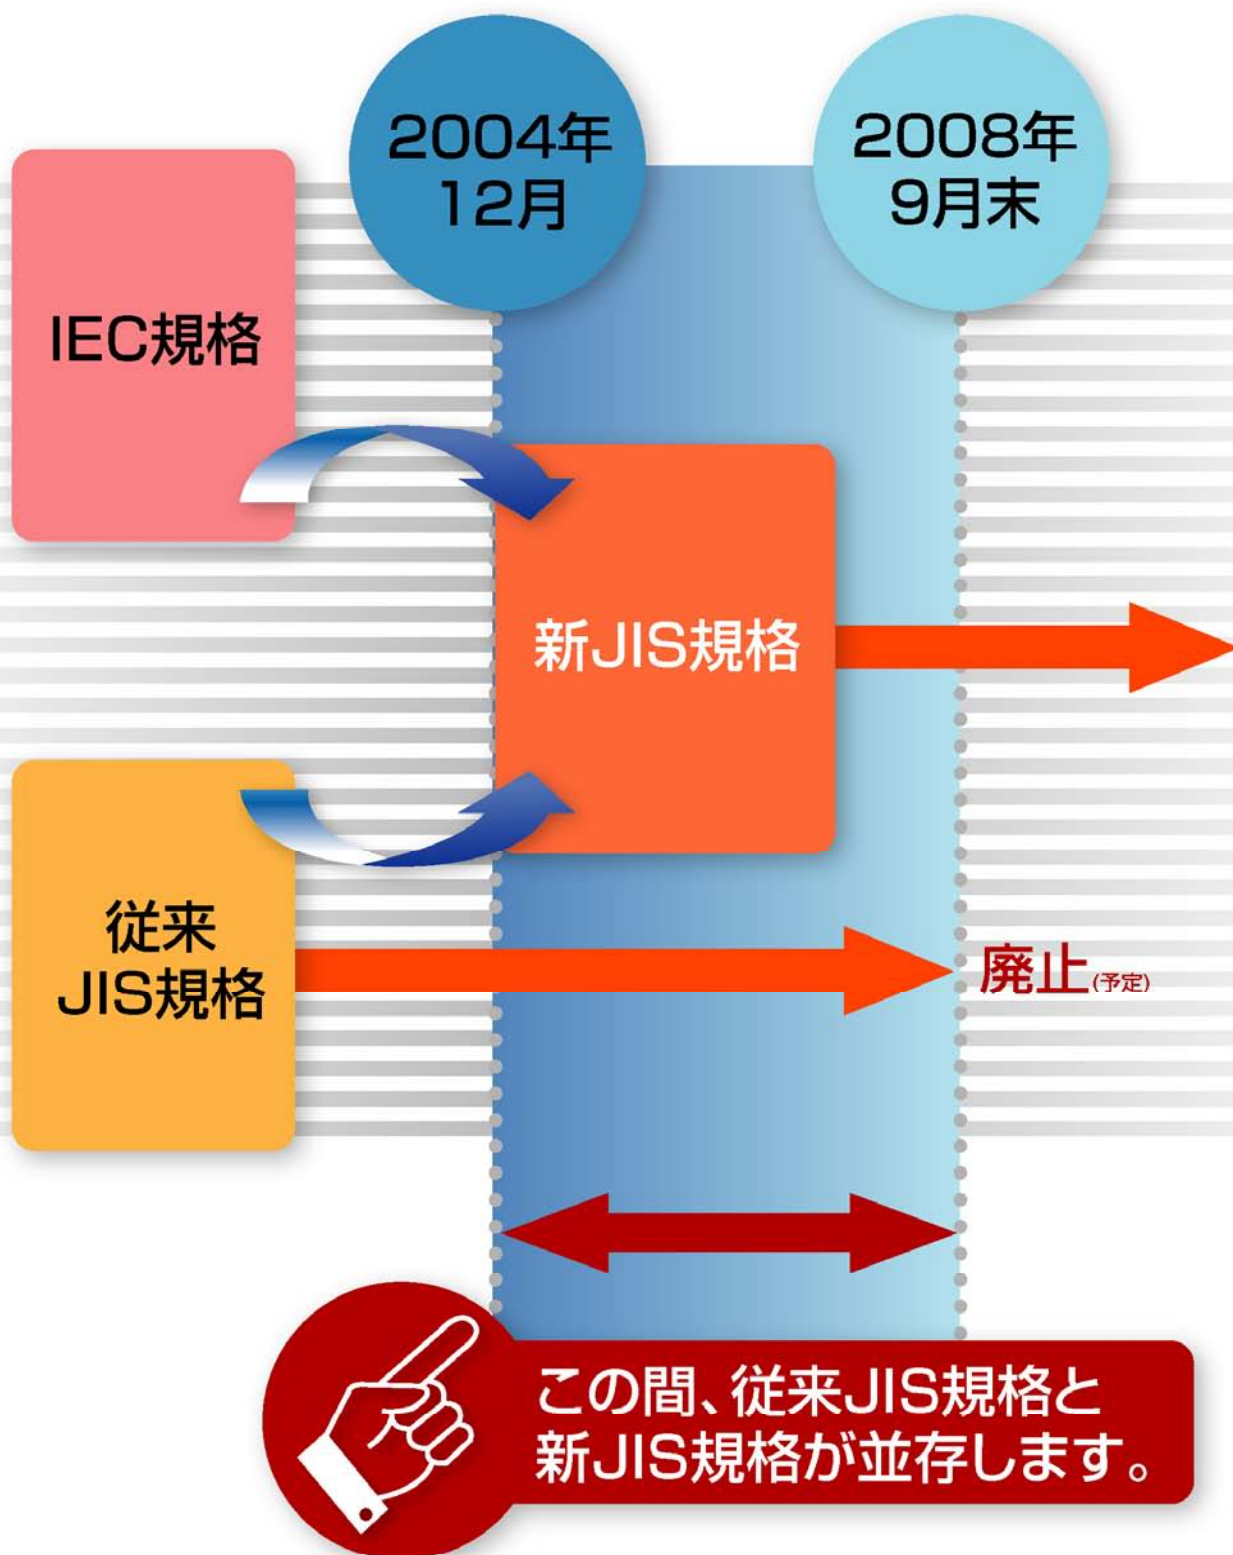 2004年
12月
2008年
9月末
IEC規格
新JIS規格
従来
JIS規格
廃止(予定)
この間、従来JIS規格と
新JIS規格が並存します。